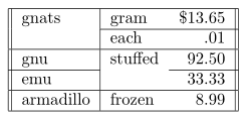 gnats gram $13.65
each .01
gnu stuffed 92.50
emu 33.33
armadillo frozen 8.99